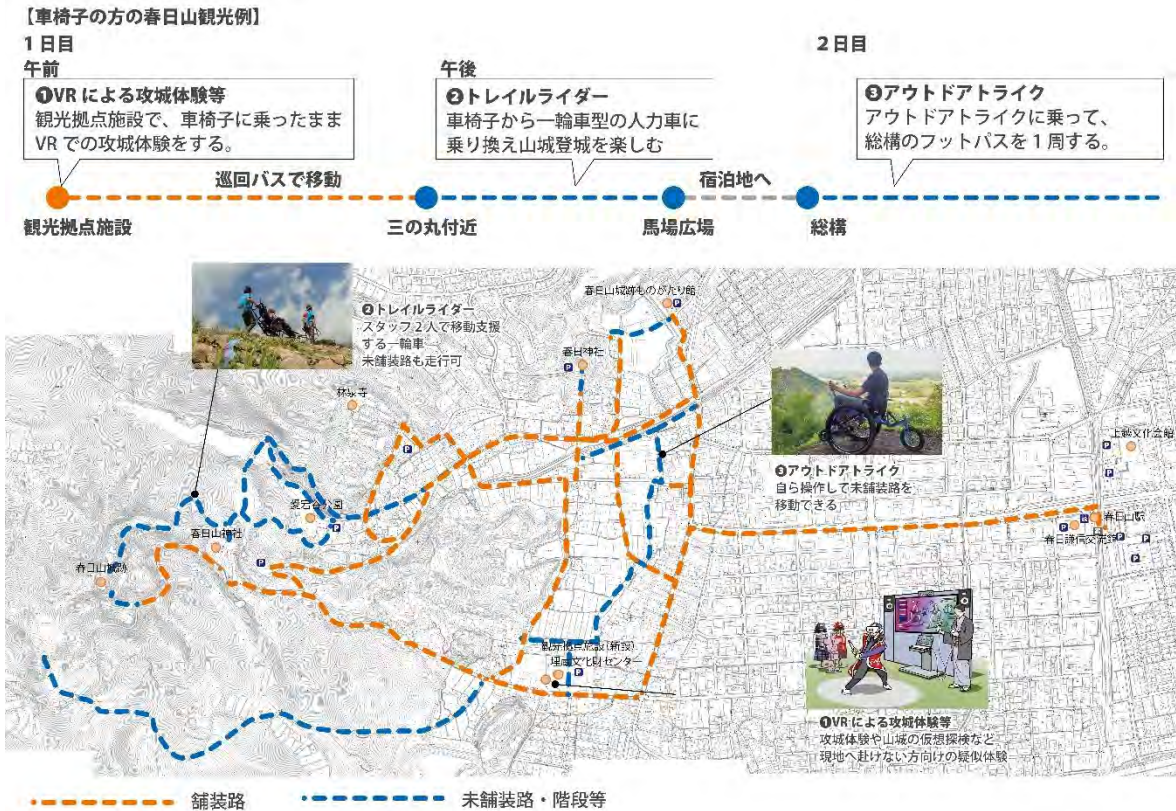 【車椅子の方の春日山観光例】
1日目
2日目
午前
午後
❶VRによる攻城体験等
観光拠点施設で、車椅子に乗ったまま
VRでの攻城体験をする。
❷トレイルライダー
車椅子から一輪車型の人力車に
乗り換え山城登城を楽しむ
❸アウトドアトライク
アウトドアトライクに乗って、
総構のフットパスを1周する。
巡回バスで移動
宿泊地へ
観光拠点施設
三の丸付近
馬場広場
総構
❷トレイルライダー
スタッフ2人で移動支援
する一輪車
未舗装路も走行可
春日山城跡ものがたり館
P
春日神社
P
林泉寺
P
❸アウトドアトライク
自ら操作して未舗装路を
移動できる
上越文化会館
P
P
愛宕谷公園
P
春日山神社
P
春日山城跡
春日山駅
春日謙信交流館
P
P
P
観光拠点施設(新設)
埋蔵文化財センター
P
❶VRによる攻城体験等
攻城体験や山城の仮想探検など
現地へ赴けない方向けの疑似体験
舗装路
未舗装路・階段等